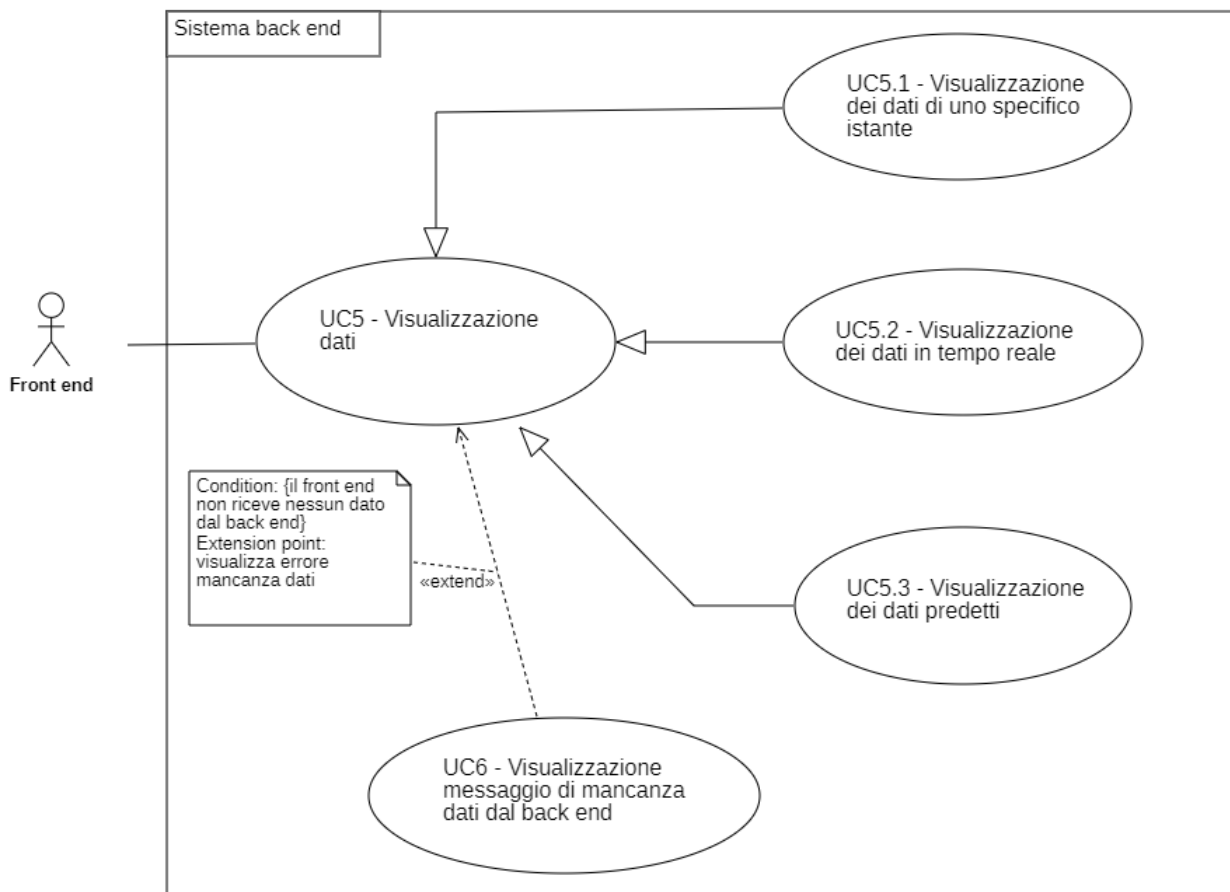 Sistema back end
UC5.1 - Visualizzazione
dei dati di uno specifico
istante
UC5 - Visualizzazione
dati
UC5.2 - Visualizzazione
dei dati in tempo reale
Front end
Condition: {il front end
non riceve nessun dato
dal back end}
Extension point:
visualizza errore
mancanza dati
«extend»
UC5.3 - Visualizzazione
dei dati predetti
UC6 - Visualizzazione
messaggio di mancanza
dati dal back end